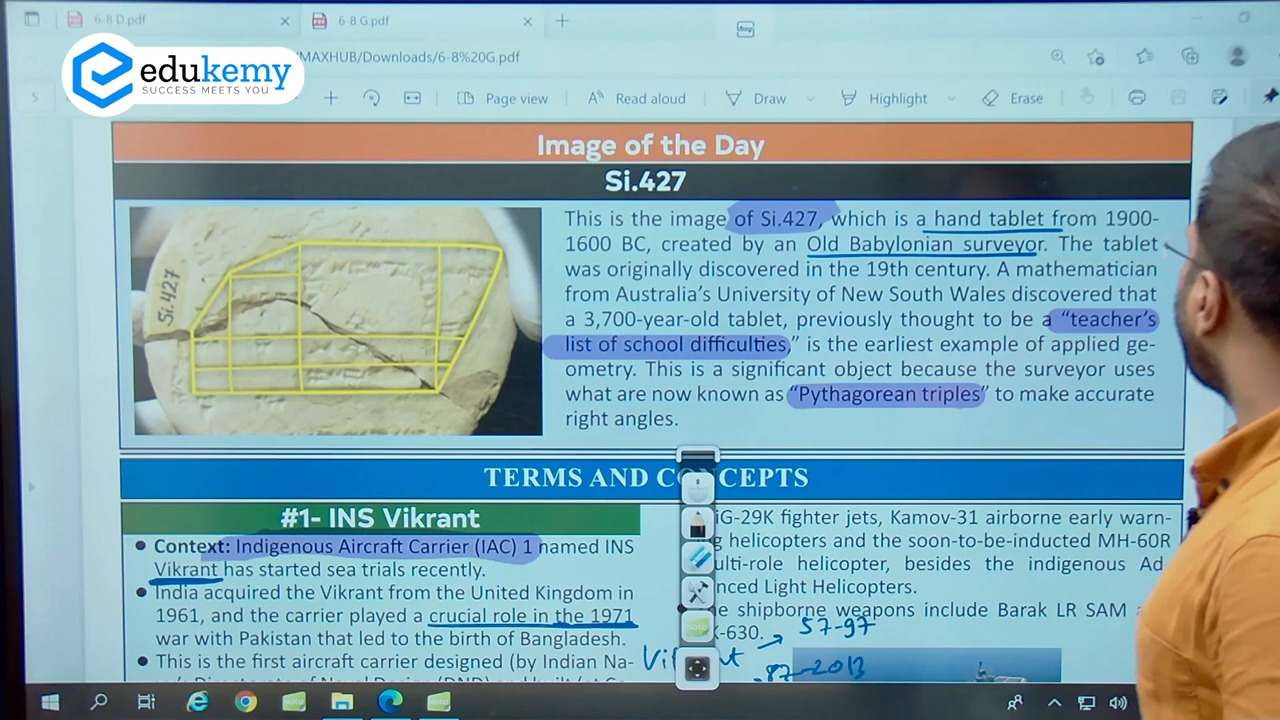 6-8 D.pdf
6-8 G.pdf
edukemy
SUCCESS MEETS YOU
/MAXHUB/Downloads/6-8%20G.pdf
5
Page view
Read aloud
Draw
Highlight
Erase
Image of the Day
Si.427
Si.427
This is the image of Si.427, which is a hand tablet from 1900-
1600 BC, created by an Old Babylonian surveyor. The tablet
was originally discovered in the 19th century. A mathematician
from Australia's University of New South Wales discovered that
a 3,700-year-old tablet, previously thought to be a "teacher's
list of school difficulties," is the earliest example of applied ge-
ometry. This is a significant object because the surveyor uses
what are now known as "Pythagorean triples" to make accurate
right angles.
TERMS AND CONCEPTS
#1- INS Vikrant
● Context: Indigenous Aircraft Carrier (IAC) 1 named INS
Vikrant has started sea trials recently.
● India acquired the Vikrant from the United Kingdom in
1961, and the carrier played a crucial role in the 1971
war with Pakistan that led to the birth of Bangladesh.
● This is the first aircraft carrier designed (by Indian Na-
iG-29K fighter jets, Kamov-31 airborne early warn-
g helicopters and the soon-to-be-inducted MH-60R
ulti-role helicopter, besides the indigenous Ad
nced Light Helicopters.
e shipborne weapons include Barak LR SAM
K-630.
57-97
87-2013